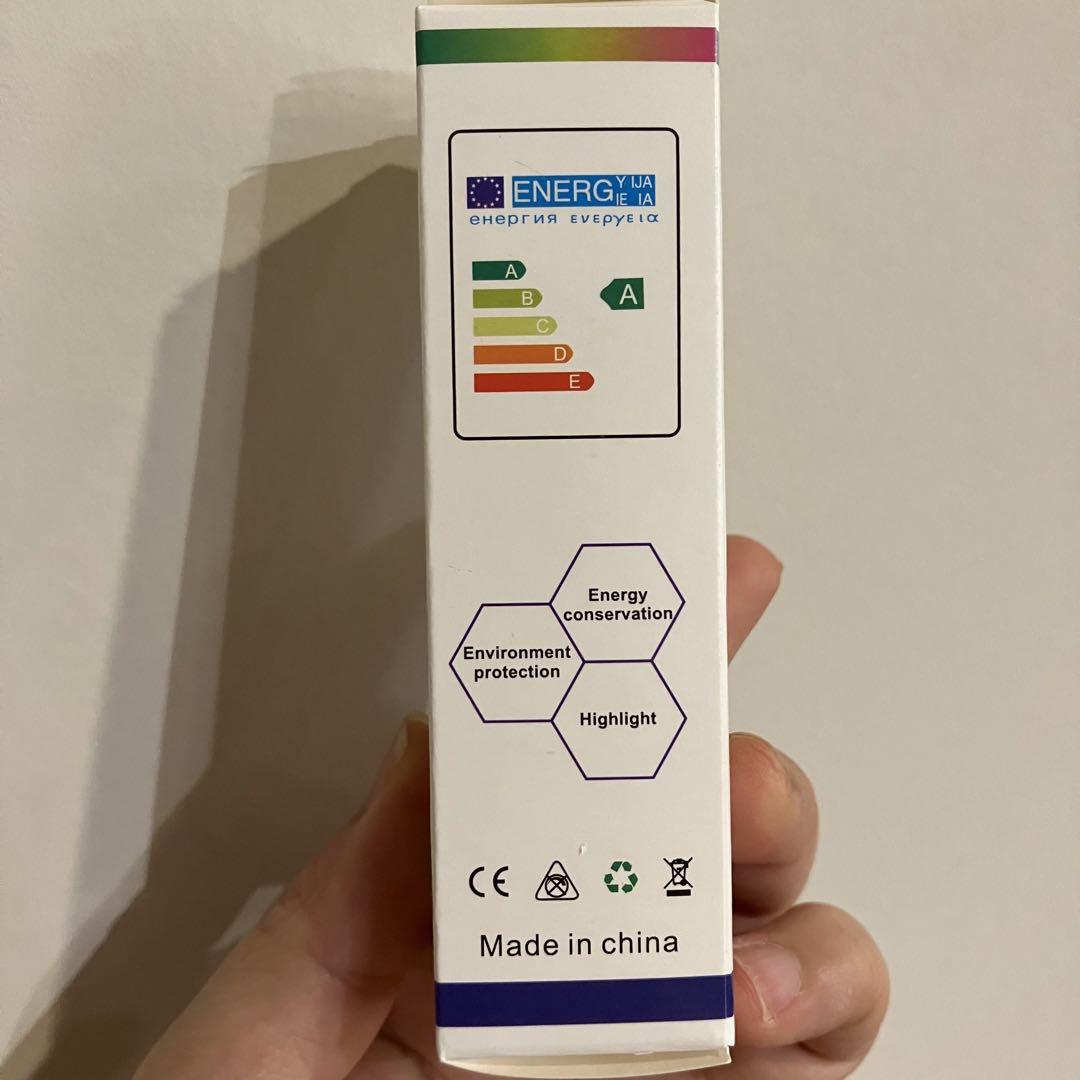 ENERG Y IJA
IE IA
енергия ενεργεια
A
B
A
C
D
E
Energy
conservation
Environment
protection
Highlight
CE
Made in china